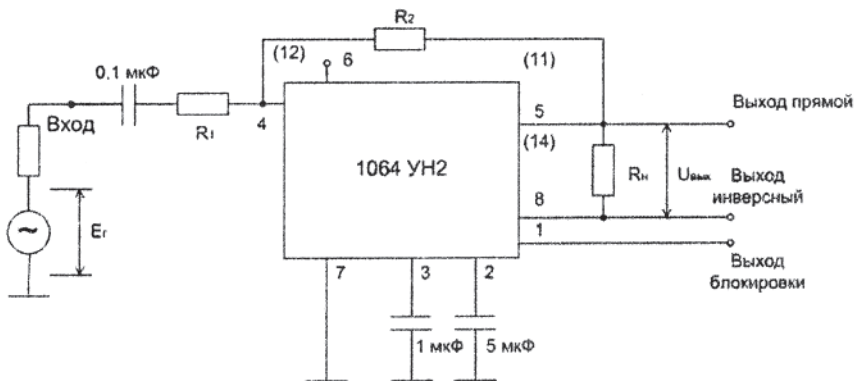 R₂
(12)
(11)
6
0.1 мкФ
Вход
R₁
4
5
Выход прямой
(14)
1064 УН2
Rн
Uвых
Выход
инверсный
8
1
Eг
~
7
3
2
Выход
блокировки
1 мкФ
5 мкФ